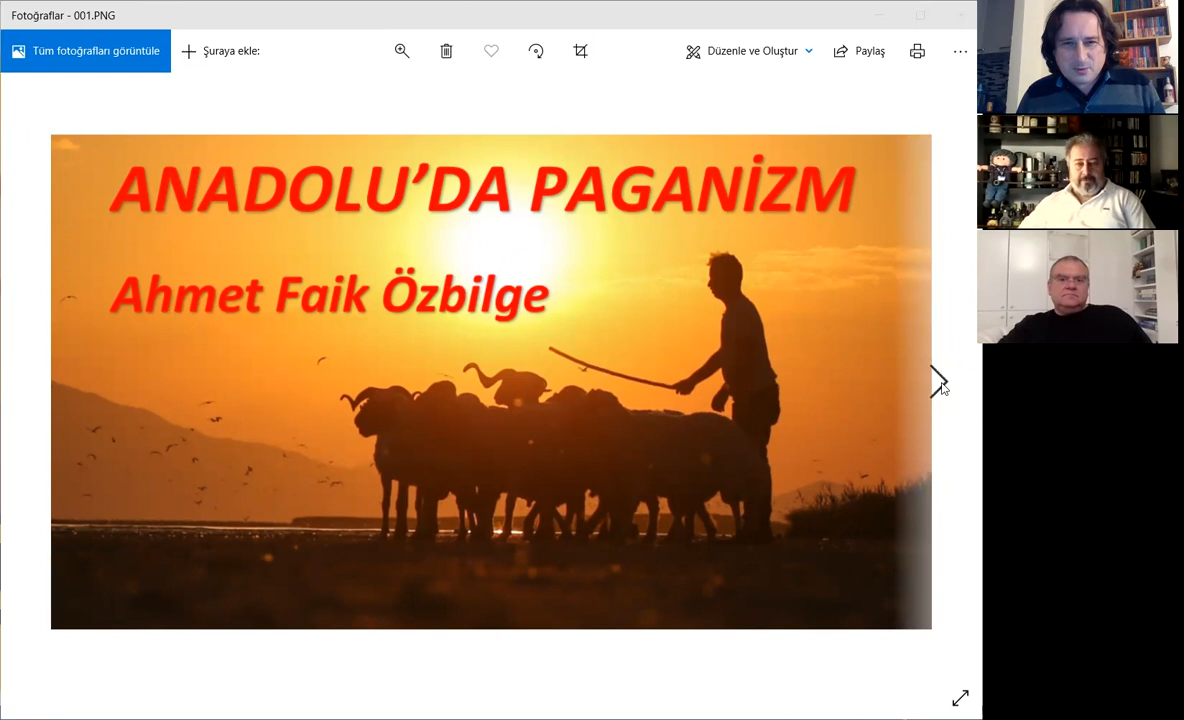 Fotoğraflar - 001.PNG
Tüm fotoğrafları görüntüle
Şuraya ekle:
Düzenle ve Oluştur
Paylaş
ANADOLU’DA PAGANİZM
Ahmet Faik Özbilge